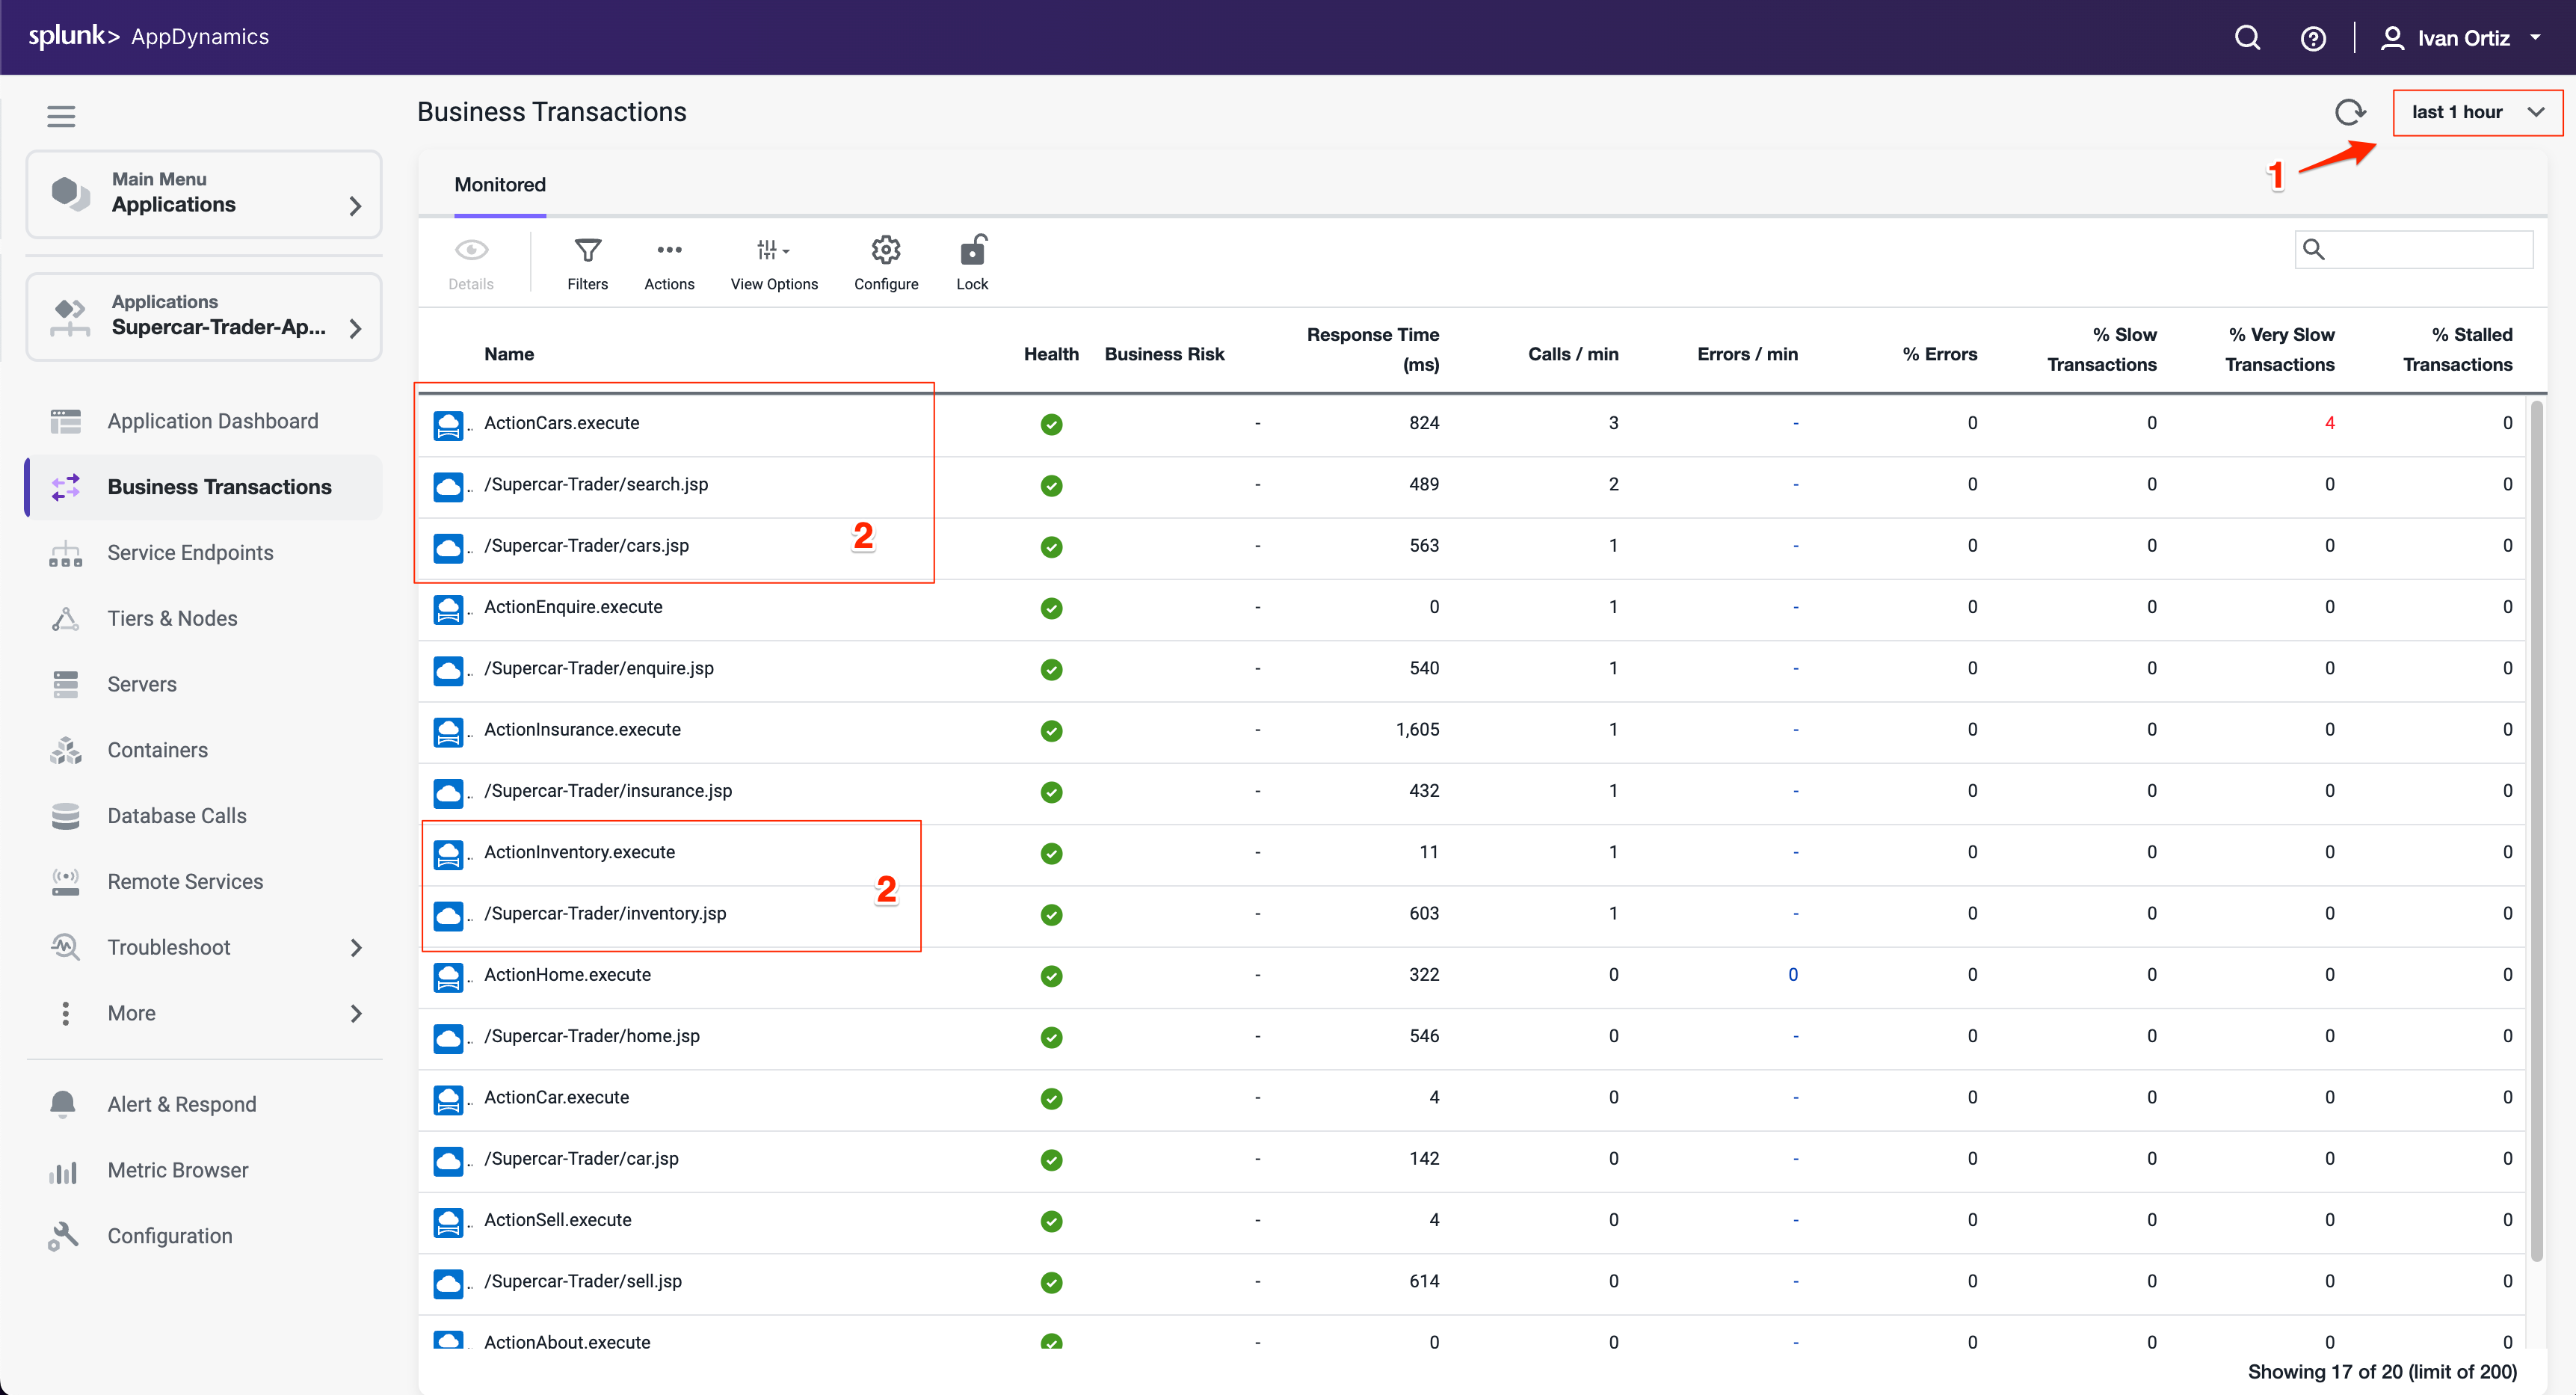 splunk> AppDynamics
Ivan Ortiz
Business Transactions
last 1 hour
1
Main Menu
Applications
Applications
Supercar-Trader-Ap...
Application Dashboard
Business Transactions
Service Endpoints
Tiers & Nodes
Servers
Containers
Database Calls
Remote Services
Troubleshoot
More
Alert & Respond
Metric Browser
Configuration
Monitored
Details
Filters
Actions
View Options
Configure
Lock
Name Health Business Risk Response Time (ms) Calls / min Errors / min % Errors % Slow Transactions % Very Slow Transactions % Stalled Transactions
ActionCars.execute - 824 3 - 0 0 4 0
/Supercar-Trader/search.jsp - 489 2 - 0 0 0 0
2
/Supercar-Trader/cars.jsp - 563 1 - 0 0 0 0
ActionEnquire.execute - 0 1 - 0 0 0 0
/Supercar-Trader/enquire.jsp - 540 1 - 0 0 0 0
ActionInsurance.execute - 1,605 1 - 0 0 0 0
/Supercar-Trader/insurance.jsp - 432 1 - 0 0 0 0
ActionInventory.execute - 11 1 - 0 0 0 0
2
/Supercar-Trader/inventory.jsp - 603 1 - 0 0 0 0
ActionHome.execute - 322 0 0 0 0 0 0
/Supercar-Trader/home.jsp - 546 0 - 0 0 0 0
ActionCar.execute - 4 0 - 0 0 0 0
/Supercar-Trader/car.jsp - 142 0 - 0 0 0 0
ActionSell.execute - 4 0 - 0 0 0 0
/Supercar-Trader/sell.jsp - 614 0 - 0 0 0 0
ActionAbout.execute - 0 0 - 0 0 0 0
Showing 17 of 20 (limit of 200)